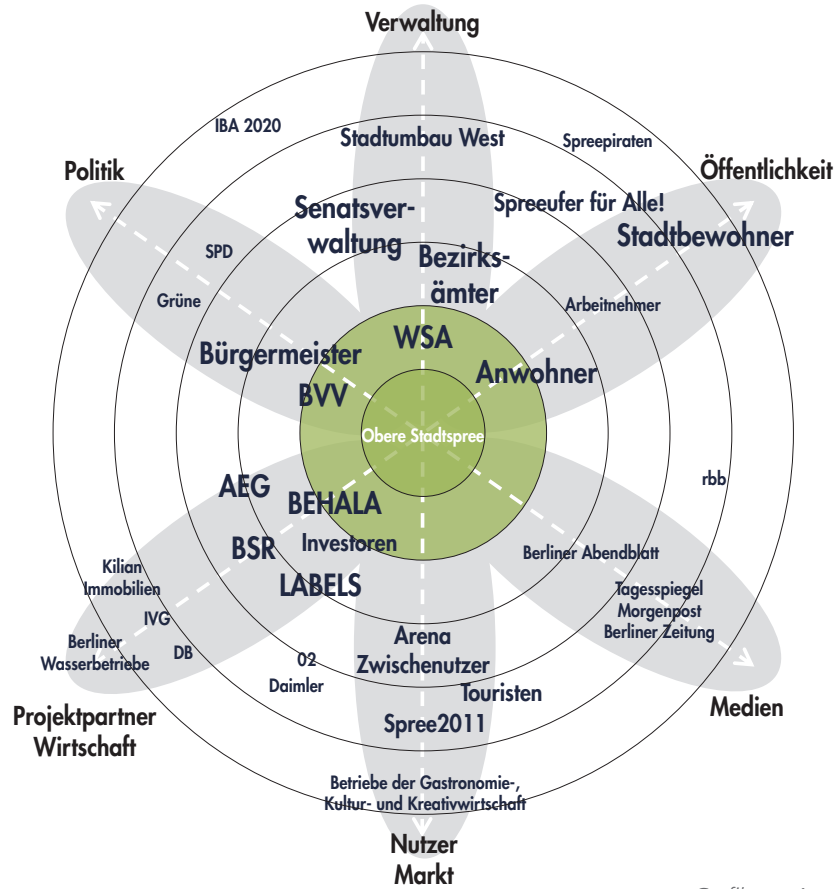 Verwaltung
IBA 2020
Stadtumbau West
Spreepiraten
Politik
Öffentlichkeit
Senatsver-
waltung
Spreeufer für Alle!
Stadtbewohner
SPD
Bezirks-
ämter
Grüne
Arbeitnehmer
WSA
Bürgermeister
Anwohner
BVV
Obere Stadtspree
AEG
rbb
BEHALA
BSR
Investoren
Berliner Abendblatt
Kilian
Immobilien
LABELS
Tagesspiegel
Morgenpost
Berliner Zeitung
IVG
Berliner
Wasserbetriebe
DB
Arena
Zwischenutzer
02
Daimler
Touristen
Projektpartner
Wirtschaft
Spree2011
Medien
Betriebe der Gastronomie-,
Kultur- und Kreativwirtschaft
Nutzer
Markt